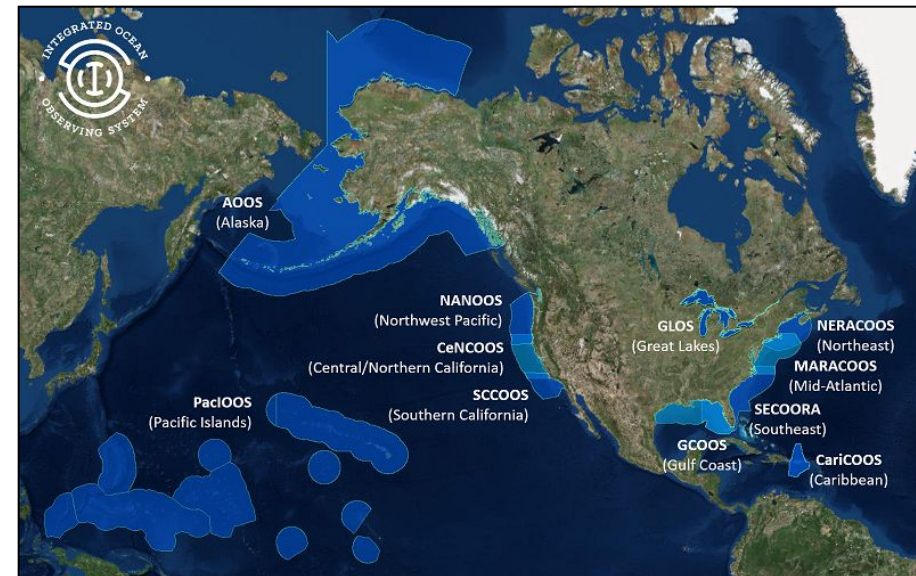 INTEGRATED OCEAN
OBSERVING SYSTEM
AOOS
(Alaska)
NANOOS
(Northwest Pacific)
CeNCOOS
(Central/Northern California)
SCCOOS
(Southern California)
PacIOOS
(Pacific Islands)
GLOS
(Great Lakes)
NERACOOS
(Northeast)
MARACOOS
(Mid-Atlantic)
SECOORA
(Southeast)
GCOOS
(Gulf Coast)
CariCOOS
(Caribbean)